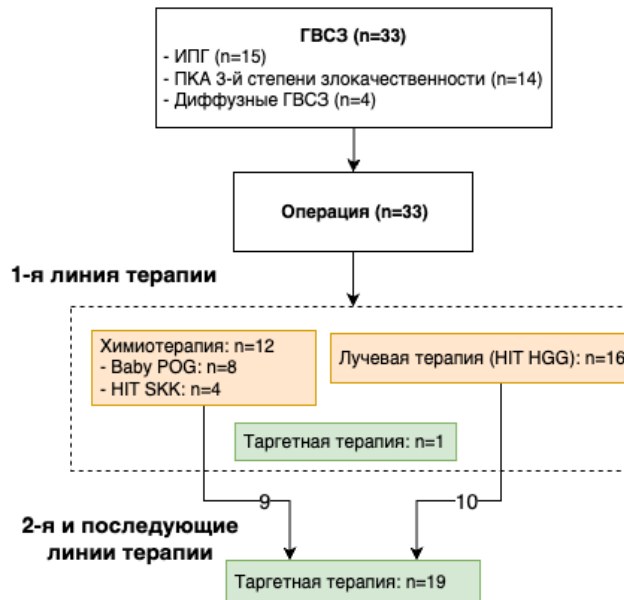 ГВСЗ (n=33)
- ИПГ (n=15)
- ПКА 3-й степени злокачественности (n=14)
- Диффузные ГВСЗ (n=4)
Операция (n=33)
1-я линия терапии
Химиотерапия: n=12
- Baby POG: n=8
- HIT SKK: n=4
Лучевая терапия (HIT HGG): n=16
Таргетная терапия: n=1
9
10
2-я и последующие
линии терапии
Таргетная терапия: n=19